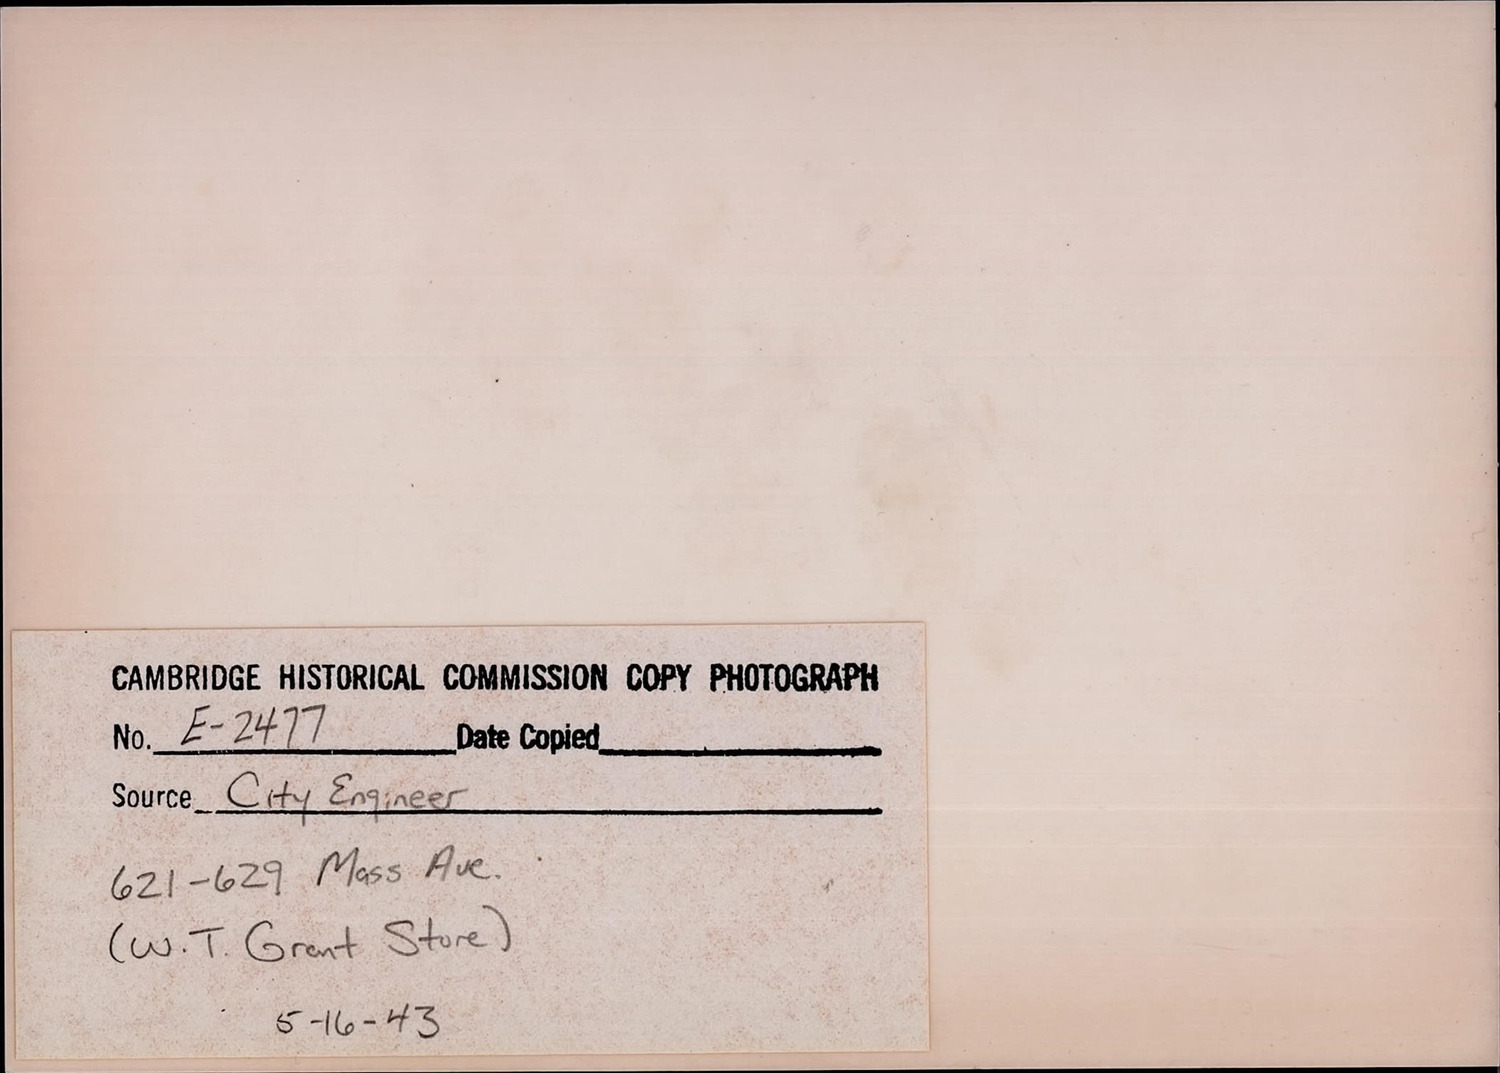 CAMBRIDGE HISTORICAL COMMISSION COPY PHOTOGRAPH
No. E-2477 Date Copied
Source City Engineer
621-629 Mass Ave.
(W.T. Grant Store)
5-16-43